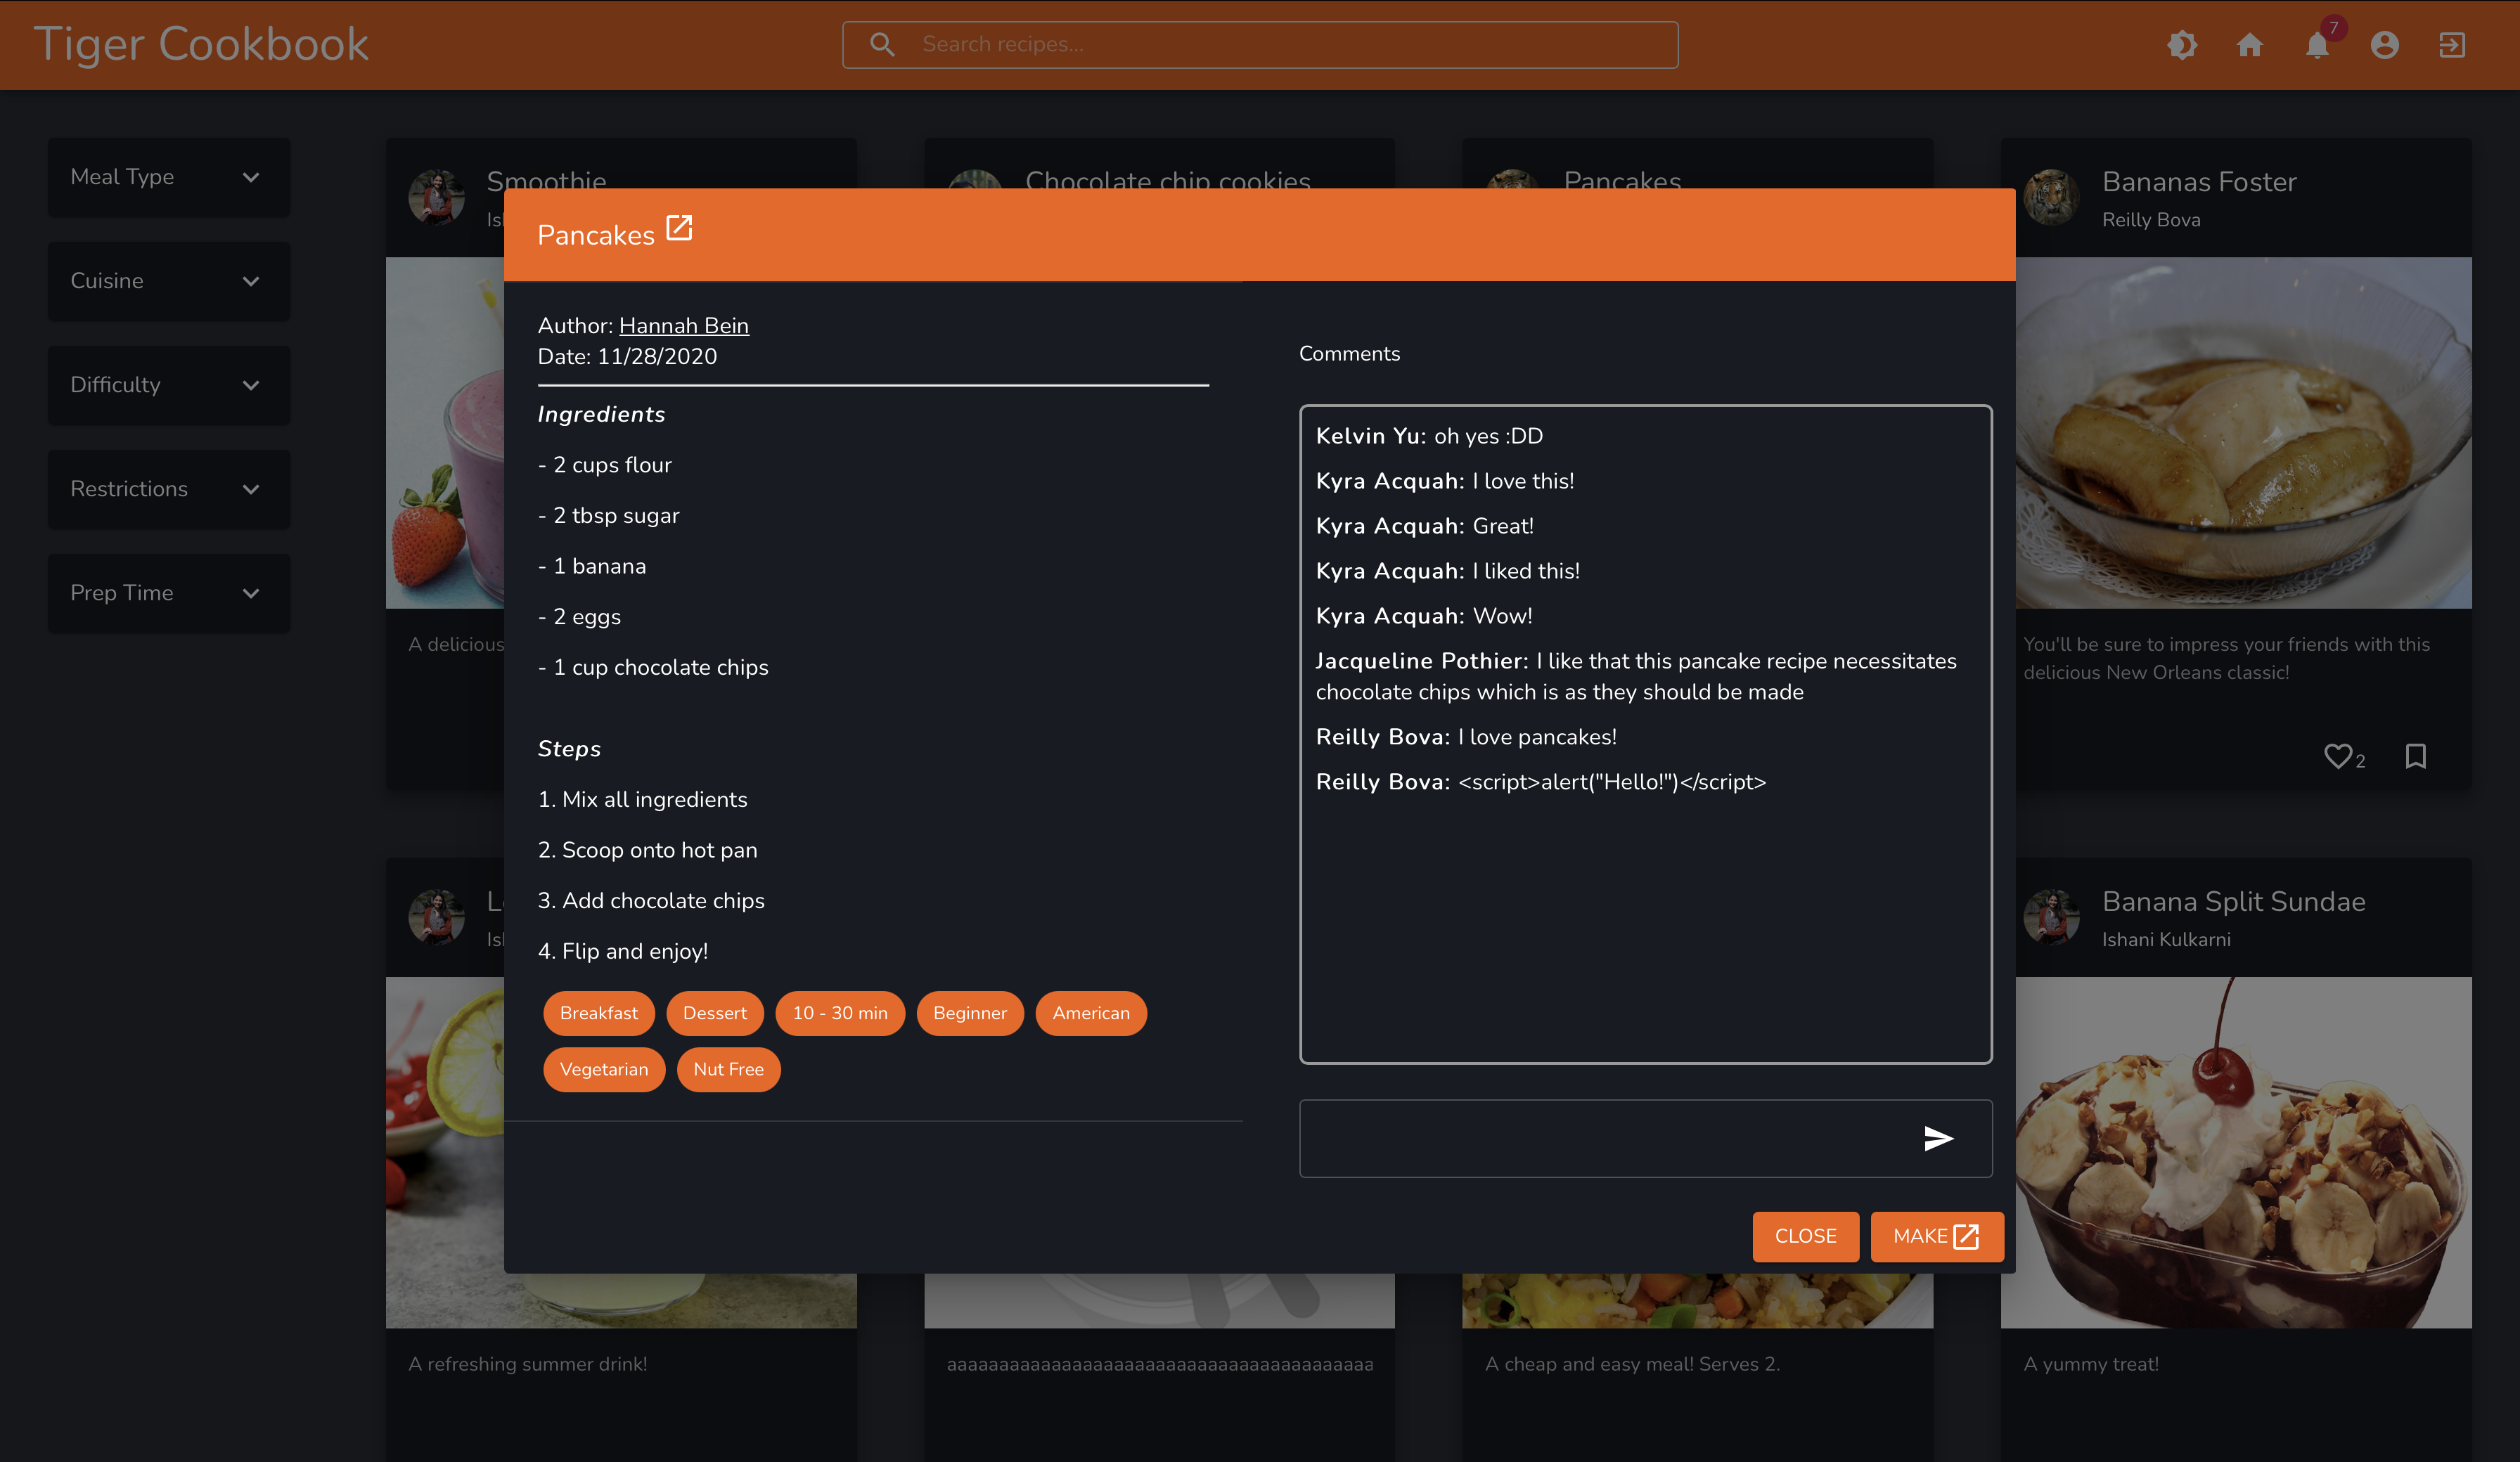 Tiger Cookbook
Search recipes...
7
Meal Type
Cuisine
Difficulty
Restrictions
Prep Time
Smoothie
Chocolate chip cookies
Pancakes
Bananas Foster
Reilly Bova
Pancakes
Author: Hannah Bein
Date: 11/28/2020
Ingredients
- 2 cups flour
- 2 tbsp sugar
- 1 banana
- 2 eggs
- 1 cup chocolate chips
Steps
1. Mix all ingredients
2. Scoop onto hot pan
3. Add chocolate chips
4. Flip and enjoy!
Breakfast Dessert 10 - 30 min Beginner American
Vegetarian Nut Free
Comments
Kelvin Yu: oh yes :DD
Kyra Acquah: I love this!
Kyra Acquah: Great!
Kyra Acquah: I liked this!
Kyra Acquah: Wow!
Jacqueline Pothier: I like that this pancake recipe necessitates
chocolate chips which is as they should be made
Reilly Bova: I love pancakes!
Reilly Bova: <script>alert("Hello!")</script>
CLOSE
MAKE
A delicious
You'll be sure to impress your friends with this
delicious New Orleans classic!
2
Banana Split Sundae
Ishani Kulkarni
A refreshing summer drink!
aaaaaaaaaaaaaaaaaaaaaaaaaaaaaaaaaaaaaaaaa
A cheap and easy meal! Serves 2.
A yummy treat!